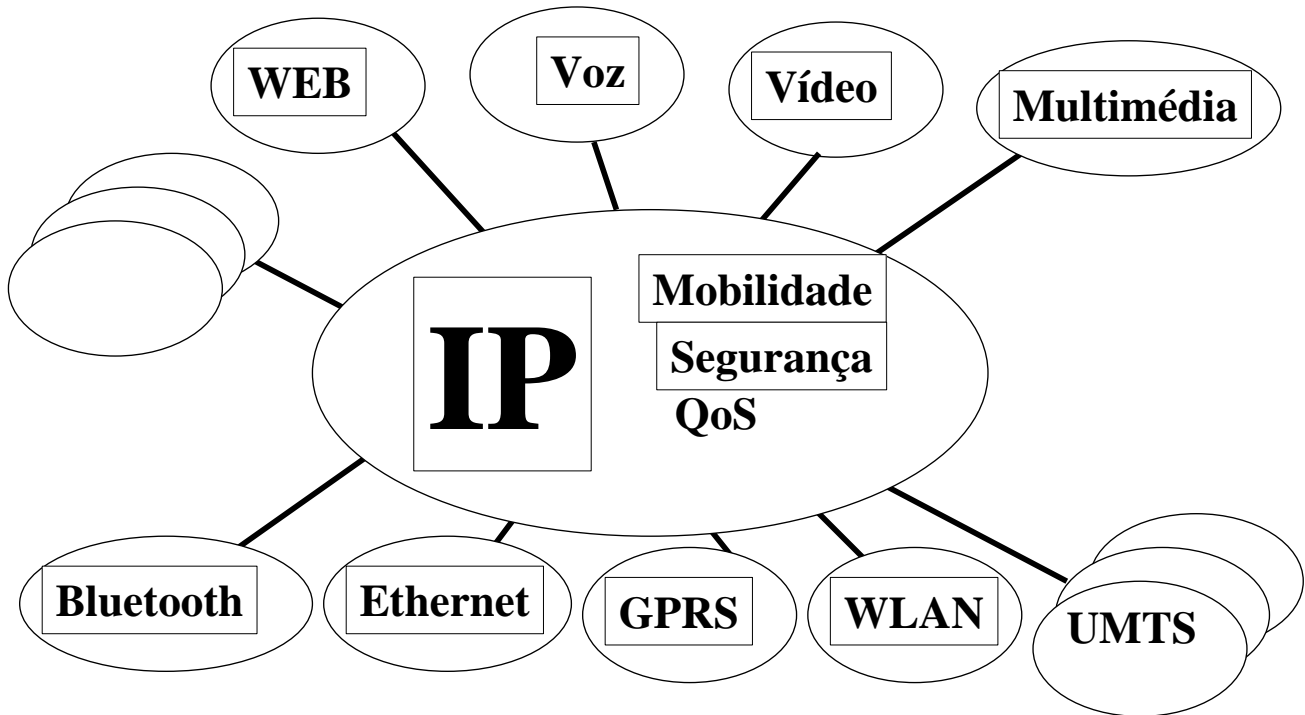 WEB
Voz
Vídeo
Multimédia
IP
Mobilidade
Segurança
QoS
Bluetooth
Ethernet
GPRS
WLAN
UMTS